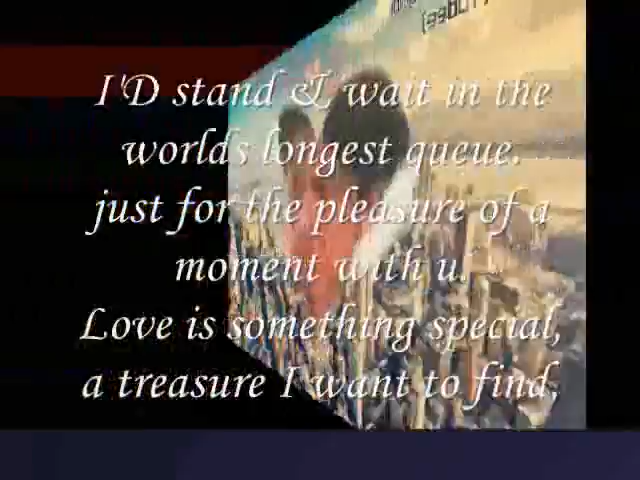 I'D stand & wait in the
worlds longest queue.
just for the pleasure of a
moment with u.
Love is something special,
a treasure I want to find.